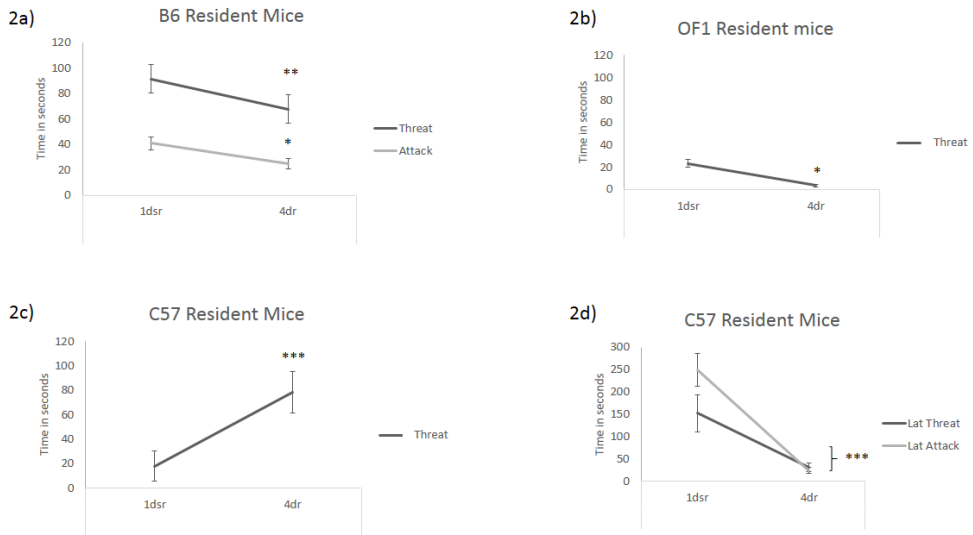 2a)
B6 Resident Mice
Time in seconds
120
100
80
60
40
20
0
**
*
1dsr
4dr
Threat
Attack
2b)
OF1 Resident mice
Time in seconds
120
100
80
60
40
20
0
*
1dsr
4dr
Threat
2c)
C57 Resident Mice
Time in seconds
120
100
80
60
40
20
0
***
1dsr
4dr
Threat
2d)
C57 Resident Mice
Time in seconds
300
250
200
150
100
50
0
***
1dsr
4dr
Lat Threat
Lat Attack